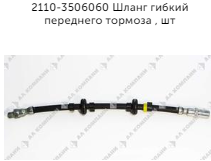 2110-3506060 Шланг гибкий
переднего тормоза , шт